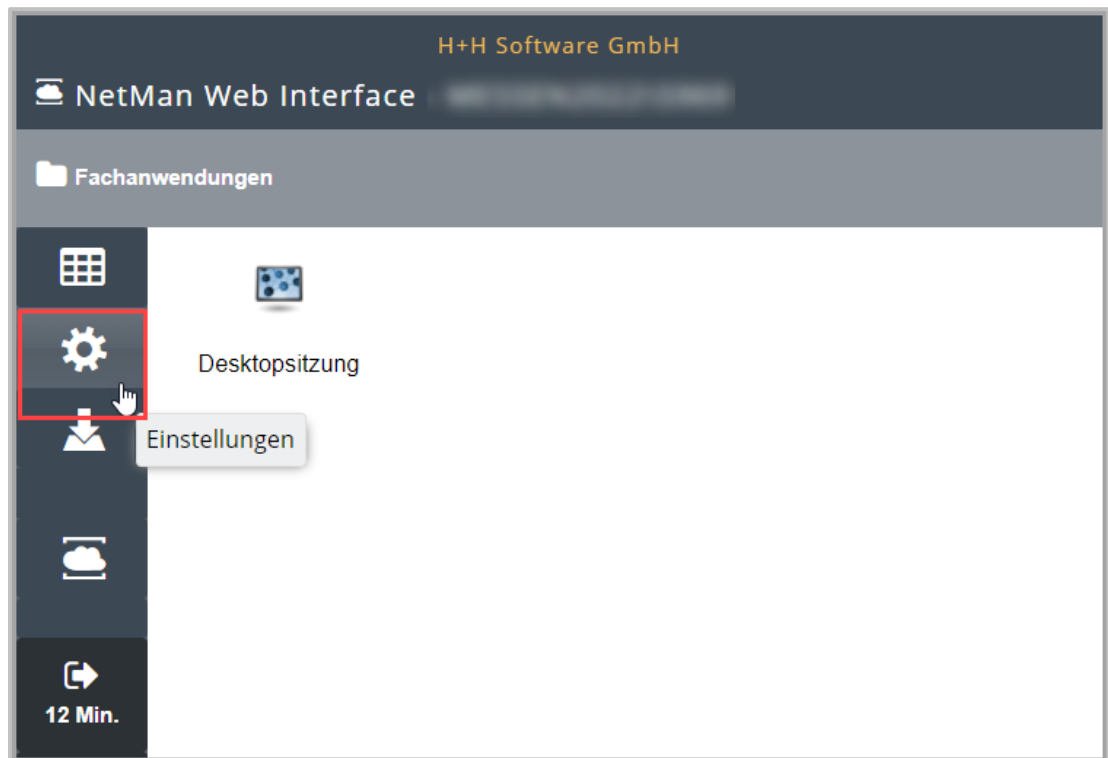 H+H Software GmbH
NetMan Web Interface
Fachanwendungen
Desktopsitzung
Einstellungen
12 Min.